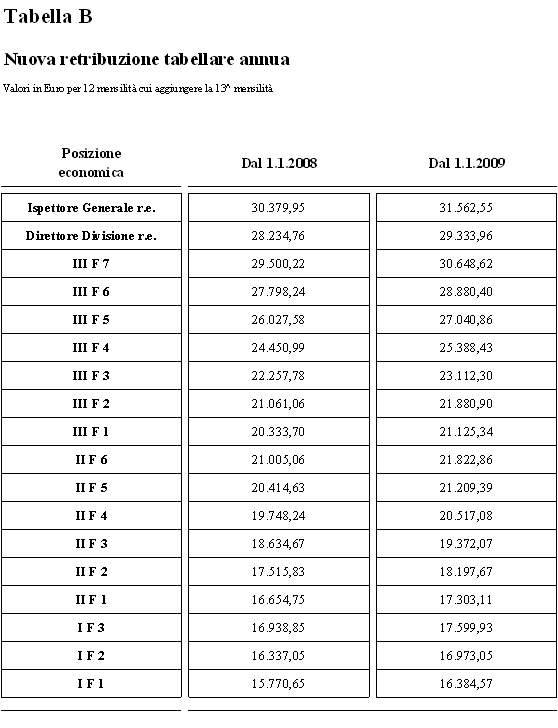 Tabella B
Nuova retribuzione tabellare annua
Valori in Euro per 12 mensilità cui aggiungere la 13^ mensilità
Posizione
economica
Dal 1.1.2008
Dal 1.1.2009
Ispettore Generale r.e. 30.379,95 31.562,55
Direttore Divisione r.e. 28.234,76 29.333,96
III F 7 29.500,22 30.648,62
III F 6 27.798,24 28.880,40
III F 5 26.027,58 27.040,86
III F 4 24.450,99 25.388,43
III F 3 22.257,78 23.112,30
III F 2 21.061,06 21.880,90
III F 1 20.333,70 21.125,34
II F 6 21.005,06 21.822,86
II F 5 20.414,63 21.209,39
II F 4 19.748,24 20.517,08
II F 3 18.634,67 19.372,07
II F 2 17.515,83 18.197,67
II F 1 16.654,75 17.303,11
I F 3 16.938,85 17.599,93
I F 2 16.337,05 16.973,05
I F 1 15.770,65 16.384,57